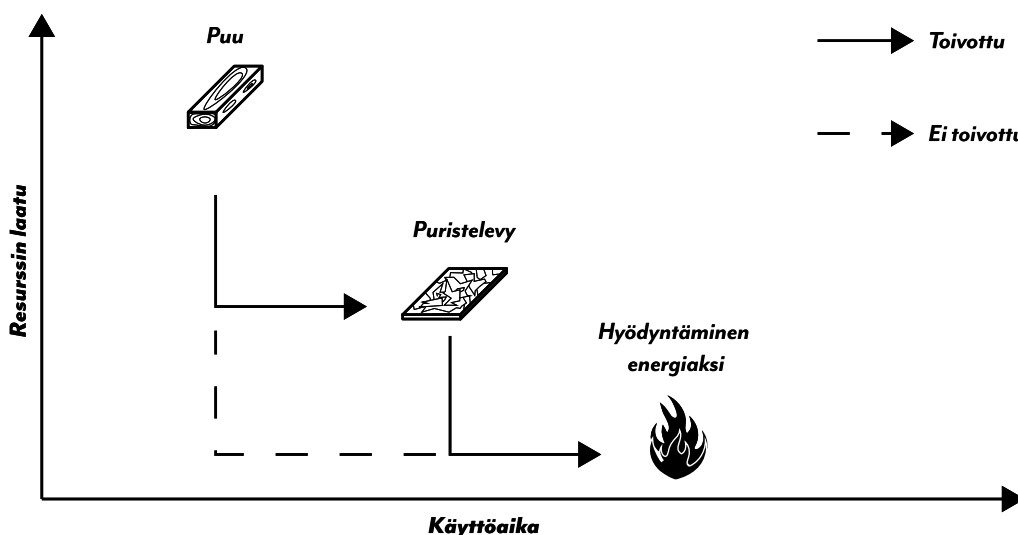 Puu
Toivottu
Ei toivottu
Resurssin laatu
Puristelevy
Hyödyntäminen
energiaksi
Käyttöaika